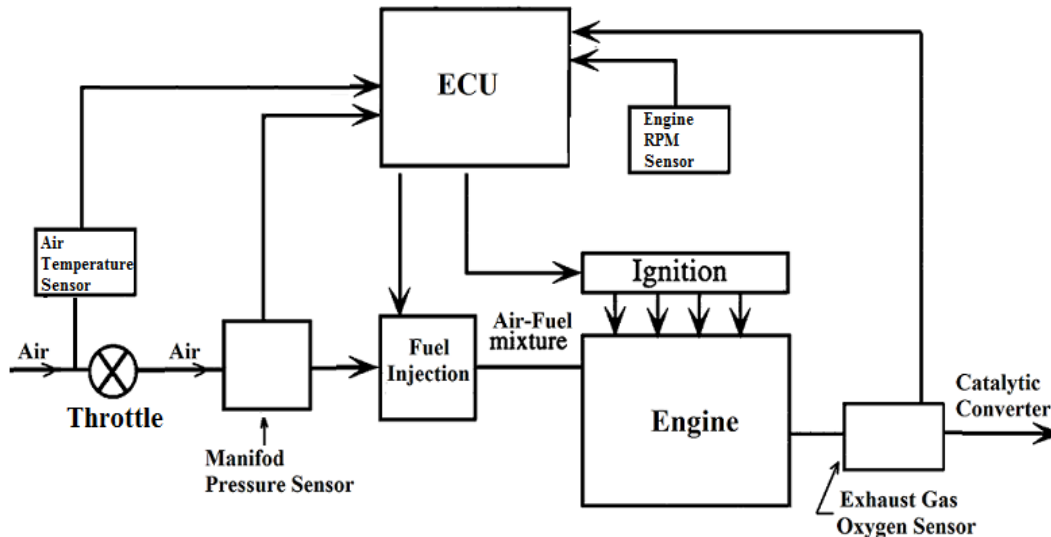 ECU
Engine
RPM
Sensor
Air
Temperature
Sensor
Ignition
Air-Fuel
mixture
Air
Air
Fuel
Injection
Throttle
Engine
Catalytic
Converter
Manifod
Pressure Sensor
Exhaust Gas
Oxygen Sensor